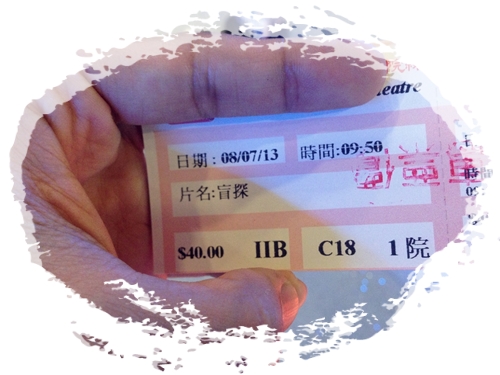 eatre
日期 : 08/07/13 時間:09:50
片名:盲探
$40.00 IIB C18 1 院